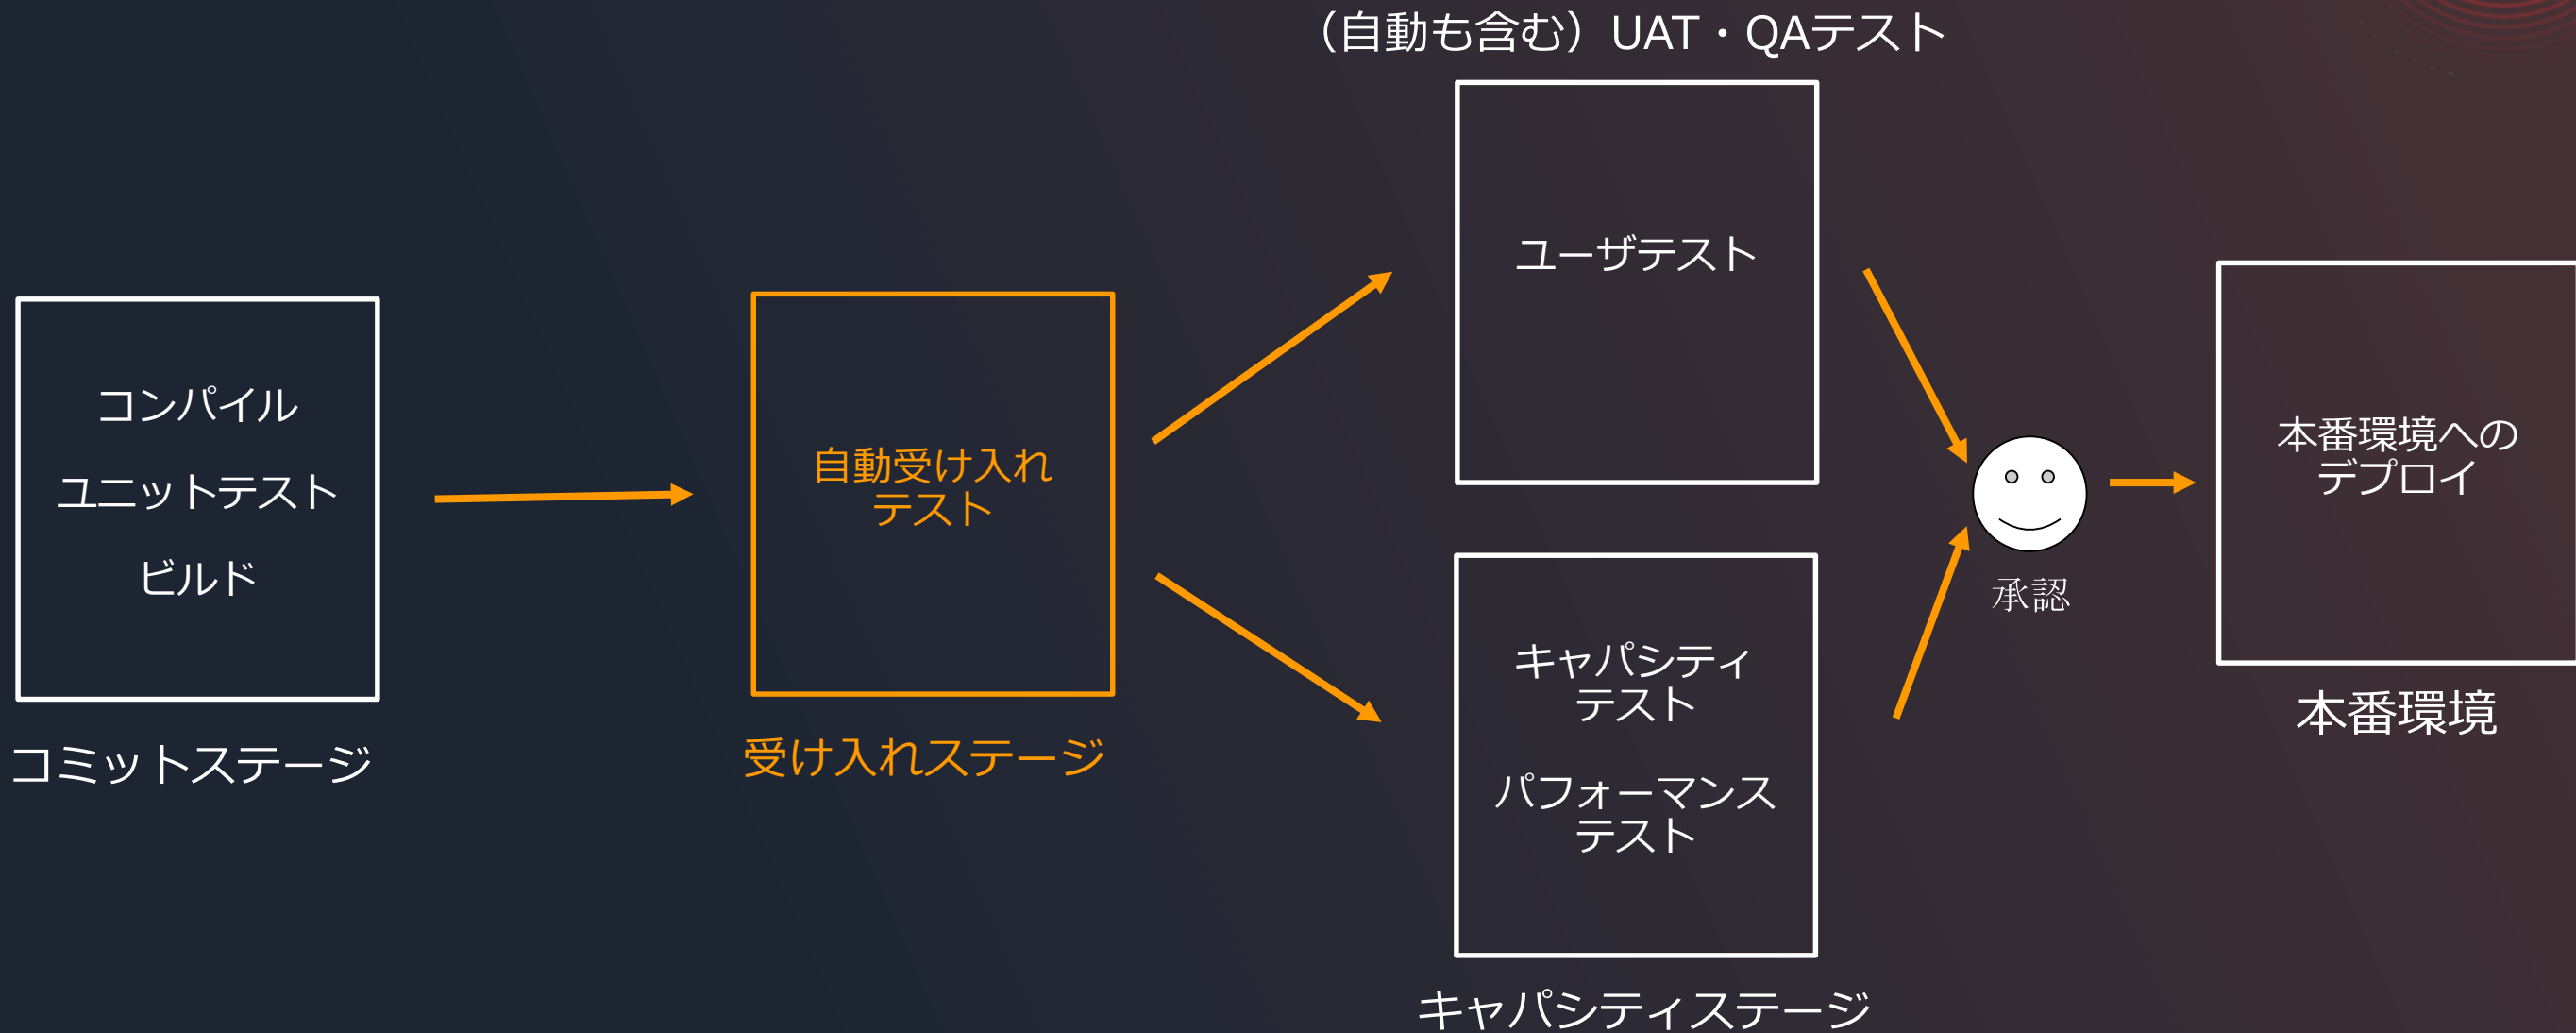 コンパイル
ユニットテスト
ビルド
コミットステージ
自動受け入れ
テスト
受け入れステージ
（自動も含む）UAT・QAテスト
ユーザテスト
キャパシティ
テスト
パフォーマンス
テスト
キャパシティステージ
承認
本番環境への
デプロイ
本番環境